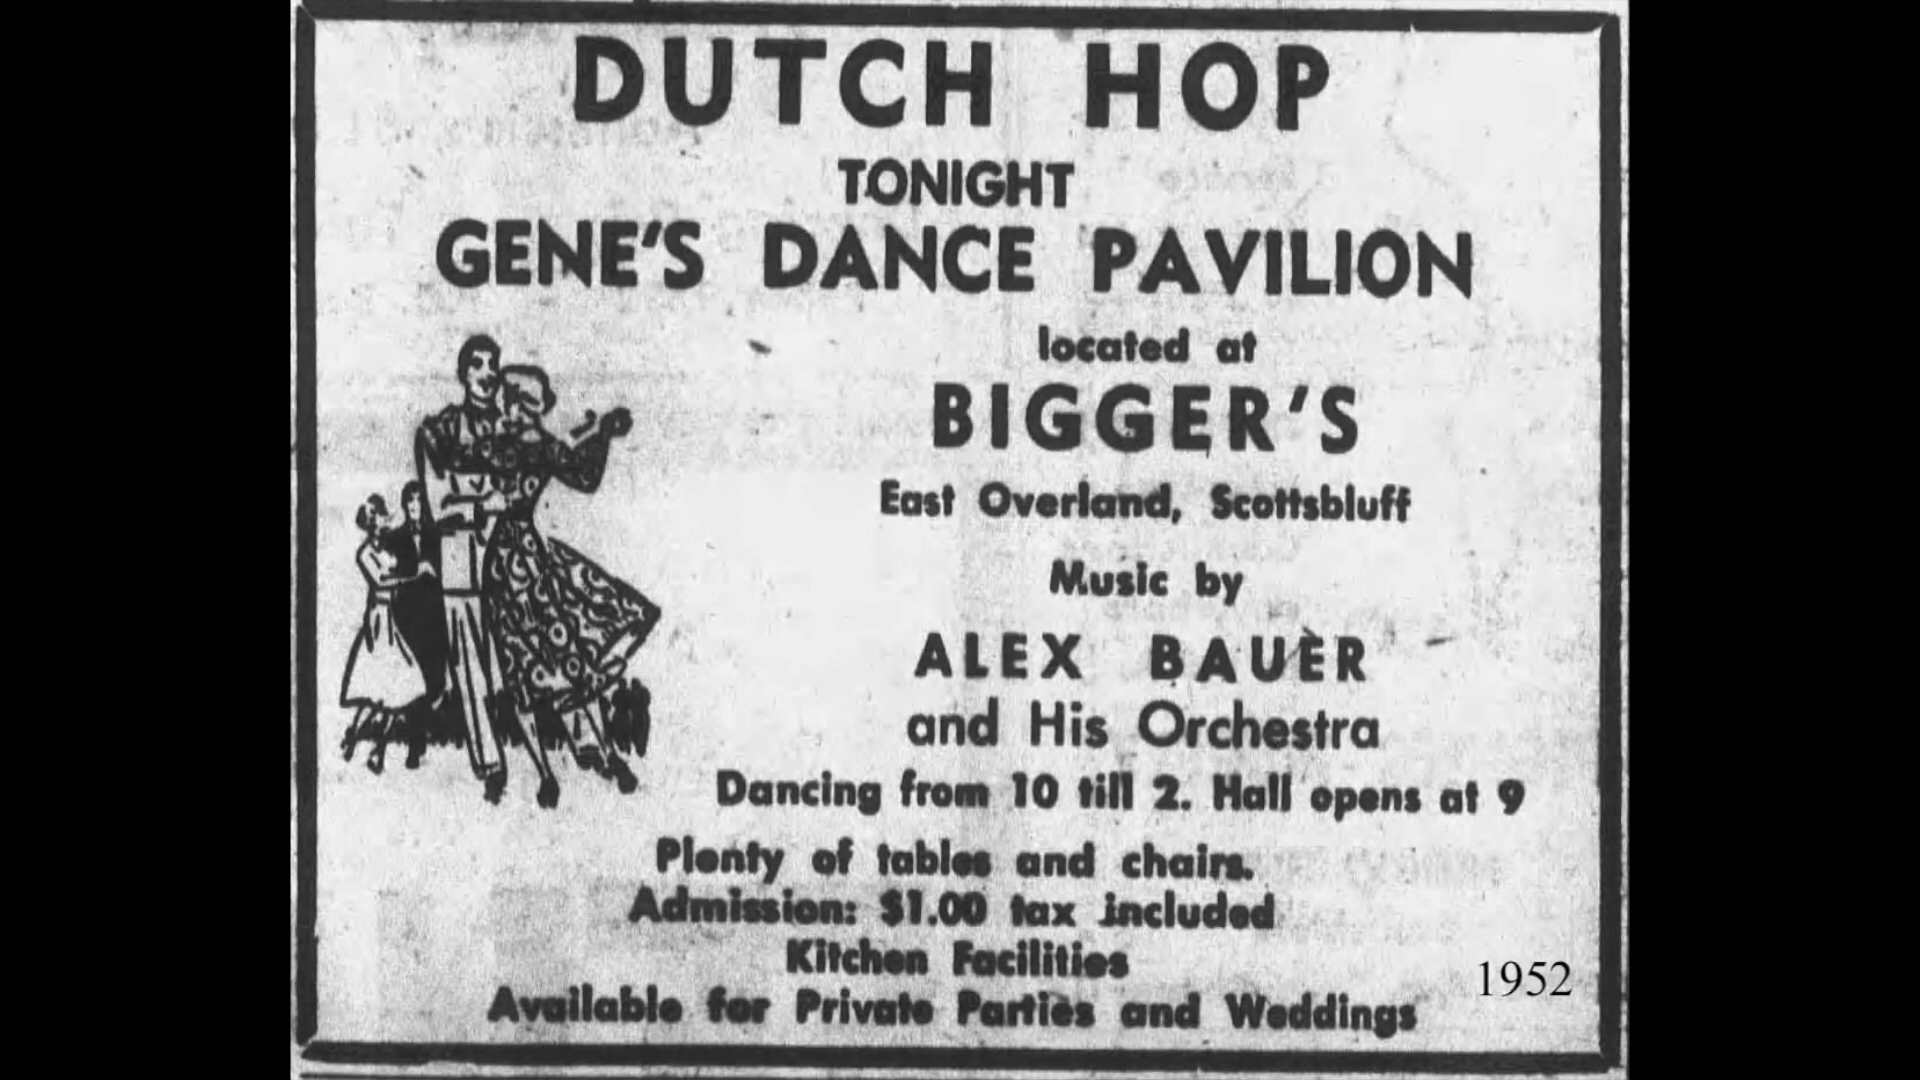 DUTCH HOP
TONIGHT
GENE'S DANCE PAVILION
located at
BIGGER'S
East Overland, Scottsbluff
Music by
ALEX BAUER
and His Orchestra
Dancing from 10 till 2. Hall opens at 9
Plenty of tables and chairs.
Admission: $1.00 tax included
Kitchen Facilities
Available for Private Parties and Weddings
1952